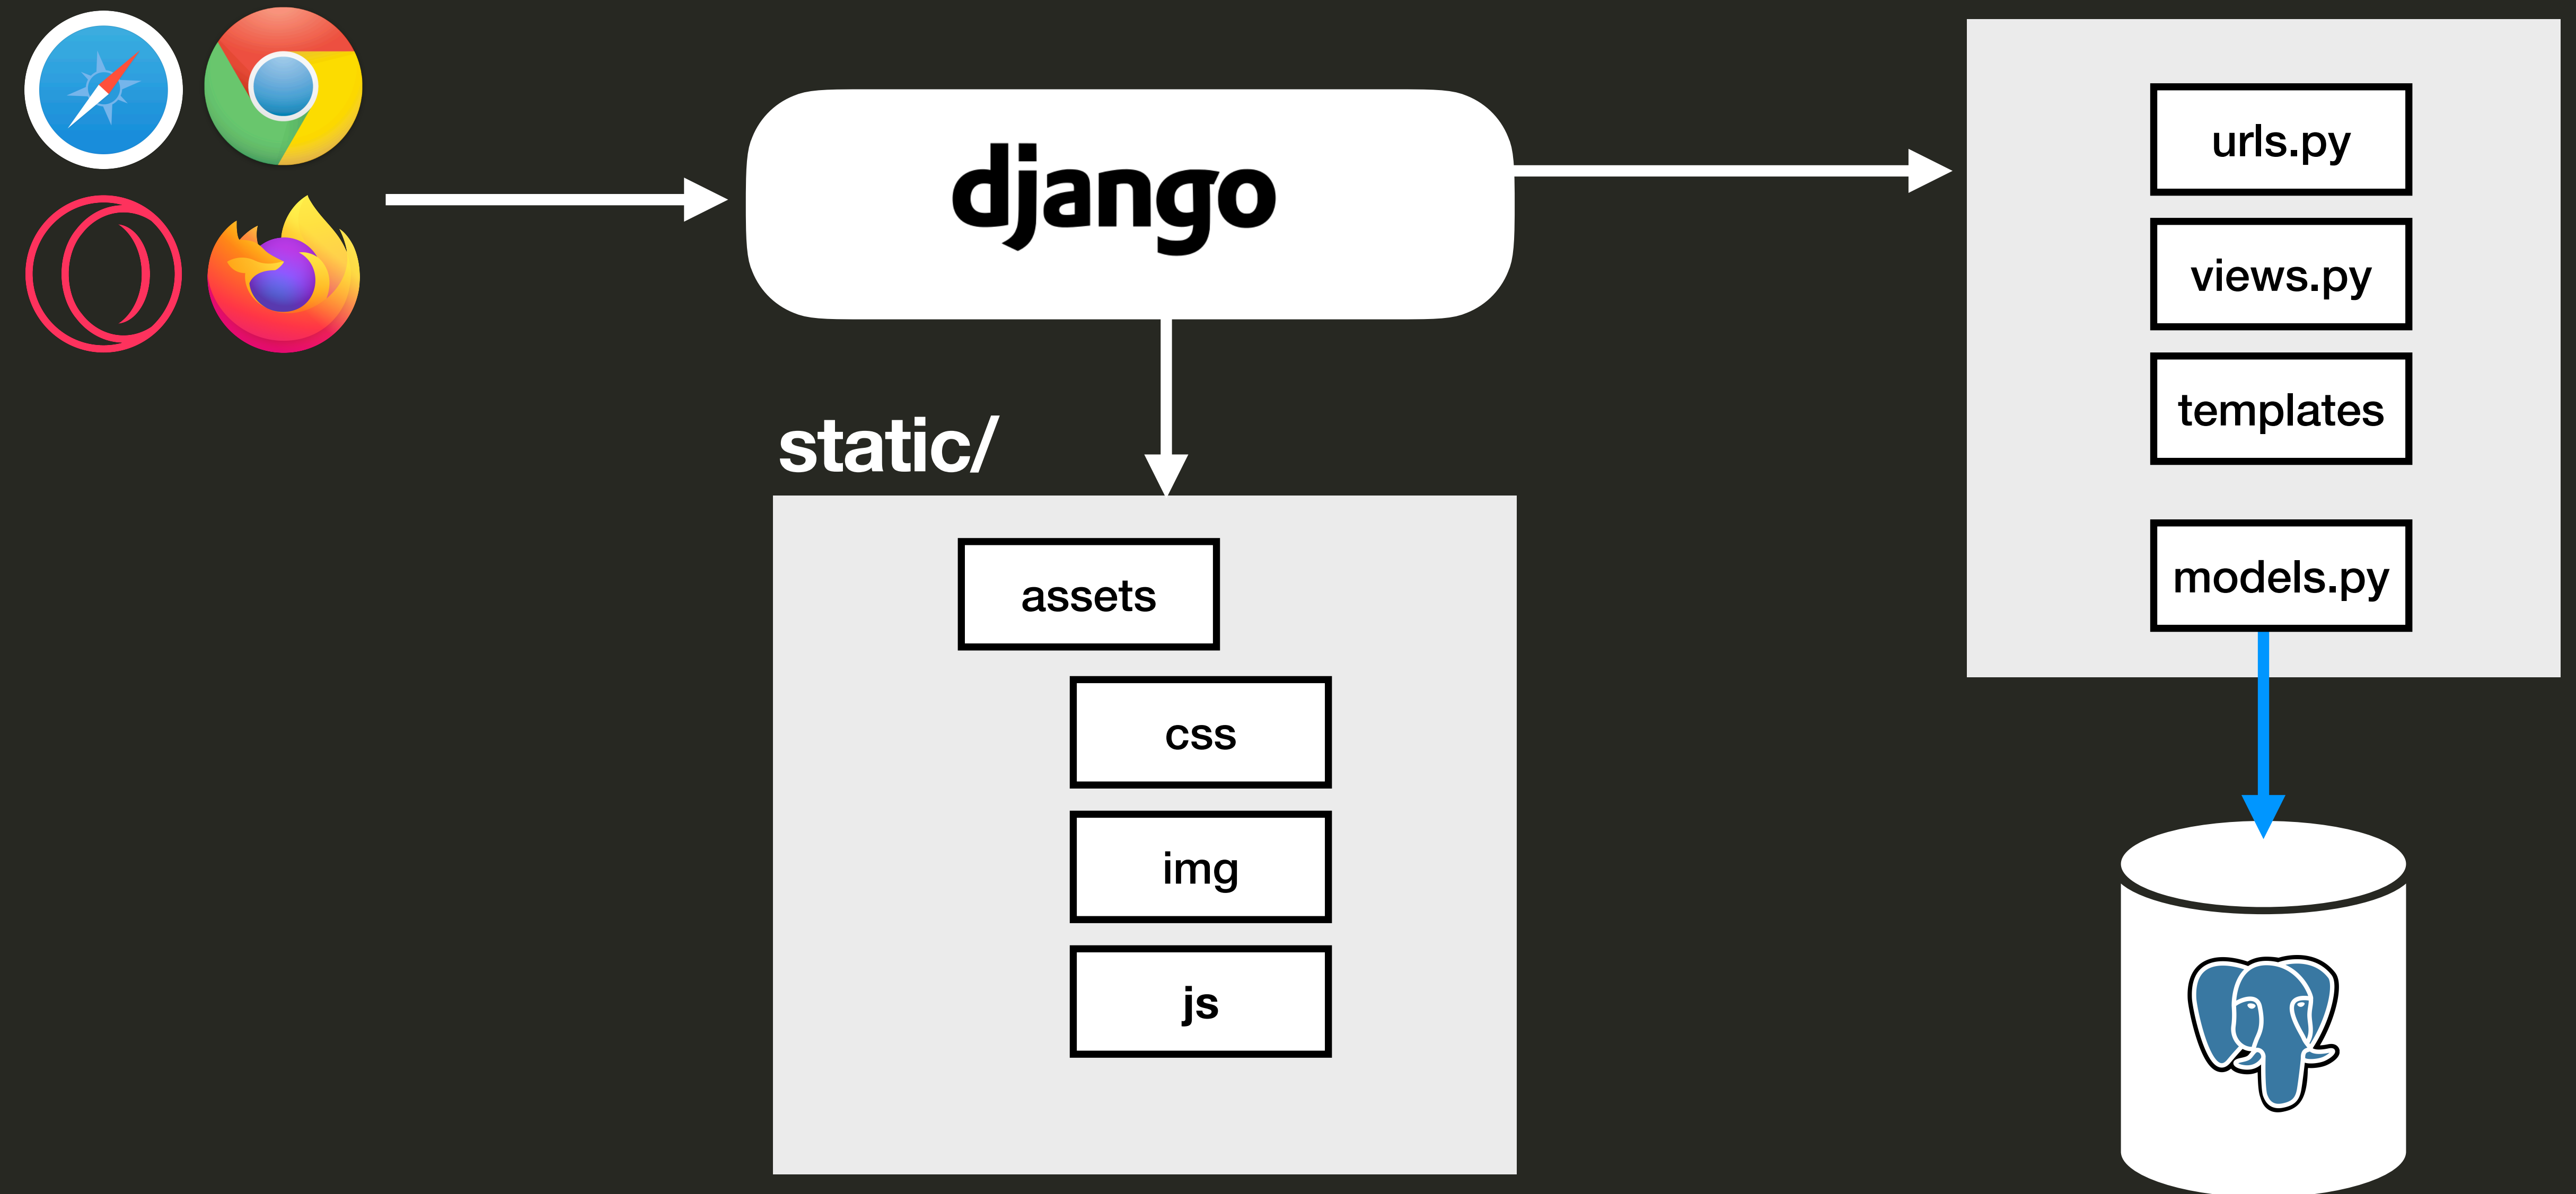 django
static/
assets
css
img
js
urls.py
views.py
templates
models.py